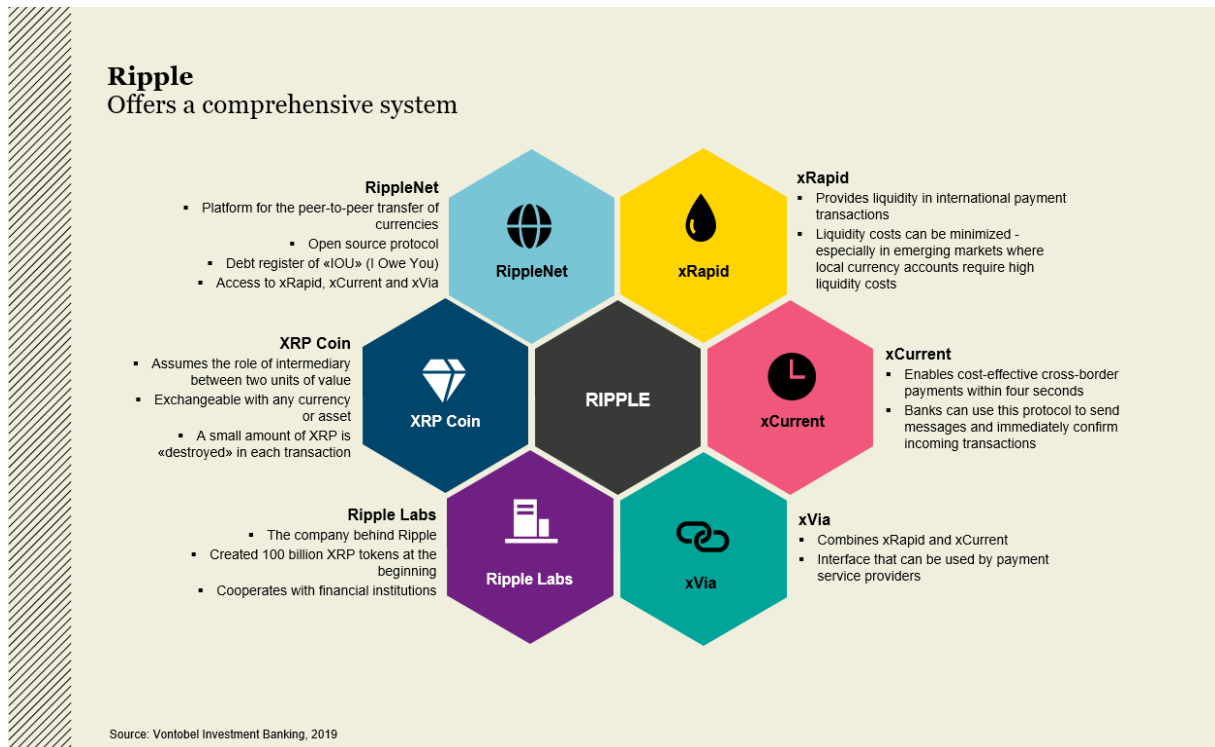 Ripple
Offers a comprehensive system
RippleNet
▪ Platform for the peer-to-peer transfer of
currencies
▪ Open source protocol
▪ Debt register of «IOU» (I Owe You)
▪ Access to xRapid, xCurrent and xVia
XRP Coin
▪ Assumes the role of intermediary
between two units of value
▪ Exchangeable with any currency
or asset
▪ A small amount of XRP is
«destroyed» in each transaction
Ripple Labs
▪ The company behind Ripple
▪ Created 100 billion XRP tokens at the
beginning
▪ Cooperates with financial institutions
RippleNet
xRapid
XRP Coin
RIPPLE
xCurrent
Ripple Labs
xVia
xRapid
▪ Provides liquidity in international payment
transactions
▪ Liquidity costs can be minimized -
especially in emerging markets where
local currency accounts require high
liquidity costs
xCurrent
▪ Enables cost-effective cross-border
payments within four seconds
▪ Banks can use this protocol to send
messages and immediately confirm
incoming transactions
xVia
▪ Combines xRapid and xCurrent
▪ Interface that can be used by payment
service providers
Source: Vontobel Investment Banking, 2019